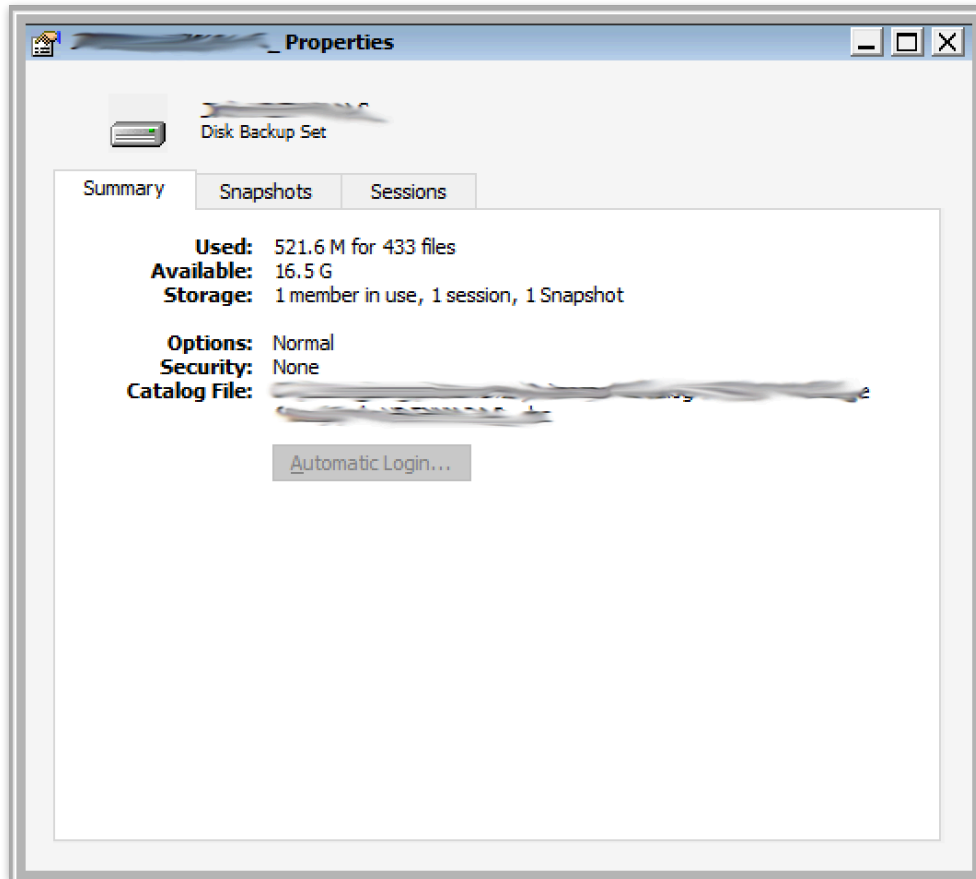 _ Properties
Disk Backup Set
Summary
Snapshots
Sessions
Used: 521.6 M for 433 files
Available: 16.5 G
Storage: 1 member in use, 1 session, 1 Snapshot
Options: Normal
Security: None
Catalog File:
Automatic Login...